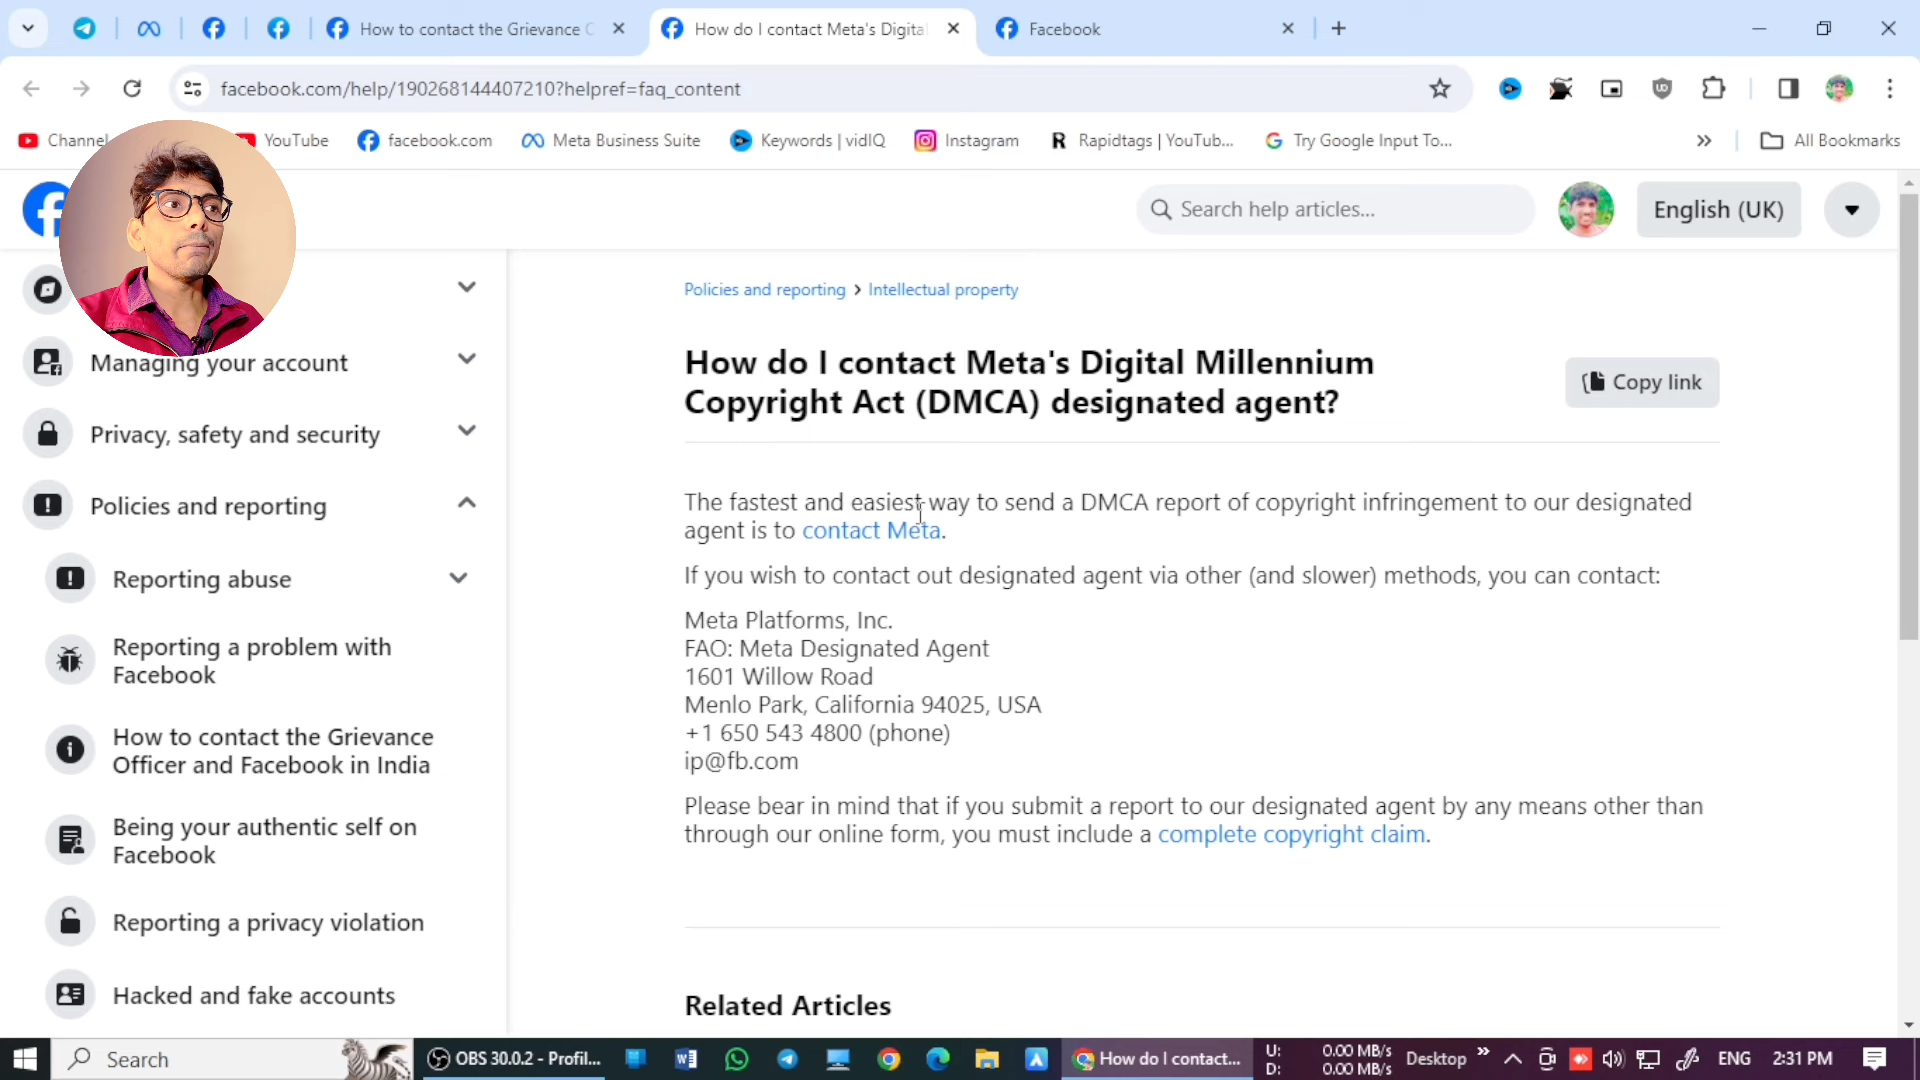 How to contact the Grievance
How do I contact Meta's Digital
Facebook
facebook.com/help/190268144407210?helpref=faq_content
Channel
YouTube
facebook.com
Meta Business Suite
Keywords | vidIQ
Instagram
R
Rapidtags | YouTub...
Try Google Input To...
All Bookmarks
Search help articles...
English (UK)
Managing your account
Privacy, safety and security
Policies and reporting
Reporting abuse
Reporting a problem with
Facebook
How to contact the Grievance
Officer and Facebook in India
Being your authentic self on
Facebook
Reporting a privacy violation
Hacked and fake accounts
Policies and reporting > Intellectual property
How do I contact Meta's Digital Millennium
Copyright Act (DMCA) designated agent?
Copy link
The fastest and easiest way to send a DMCA report of copyright infringement to our designated
agent is to contact Meta.
If you wish to contact out designated agent via other (and slower) methods, you can contact:
Meta Platforms, Inc.
FAO: Meta Designated Agent
1601 Willow Road
Menlo Park, California 94025, USA
+1 650 543 4800 (phone)
ip@fb.com
Please bear in mind that if you submit a report to our designated agent by any means other than
through our online form, you must include a complete copyright claim.
Related Articles
Search
OBS 30.0.2 - Profil...
How do I contact...
U: 0.00 MB/s
D: 0.00 MB/s
Desktop
ENG
2:31 PM